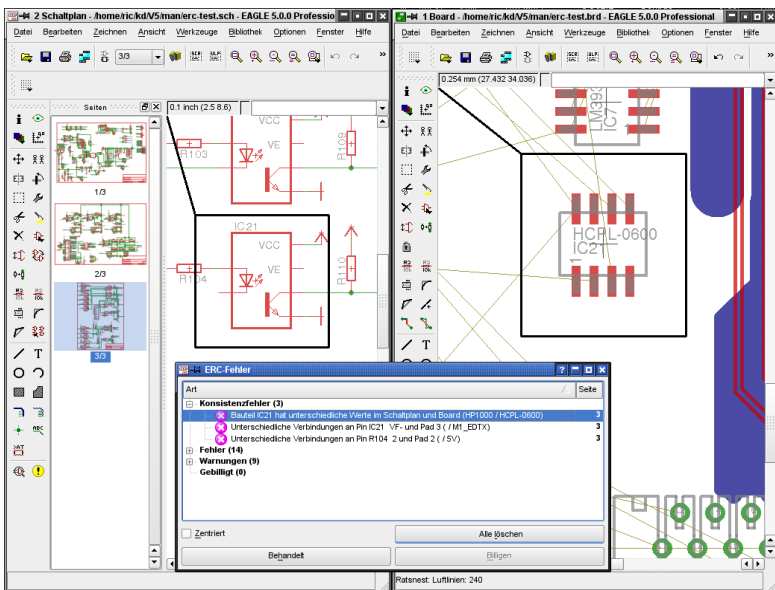 2 Schaltplan - /home/ric/kd/V5/man/erc-test.sch - EAGLE 5.0.0 Professio
Datei Bearbeiten Zeichnen Ansicht Werkzeuge Bibliothek Optionen Fenster Hilfe
3/3
Seiten
0.1 inch (2.5 8.6)
1/3
2/3
3/3
VCC
VE
R103
R109
IC21
VCC
VE
R104
R110
1 Board - /home/ric/kd/V5/man/erc-test.brd - EAGLE 5.0.0 Professional
Datei Bearbeiten Zeichnen Ansicht Werkzeuge Bibliothek Optionen Fenster Hilfe
0.254 mm (27.432 34.036)
LM393
IC7
HCPL-0600
IC21
1
ERC-Fehler
Art Seite
Konsistenzfehler (3)
Bauteil IC21 hat unterschiedliche Werte im Schaltplan und Board (HP1000 / HCPL-0600) 3
Unterschiedliche Verbindungen an Pin IC21 VF- und Pad 3 ( / M1_EDTX) 3
Unterschiedliche Verbindungen an Pin R104 2 und Pad 2 ( / 5V) 3
Fehler (14)
Warnungen (9)
Gebilligt (0)
Zentriert
Alle löschen
Behandelt
Billigen
Ratsnest: Luftlinien: 240